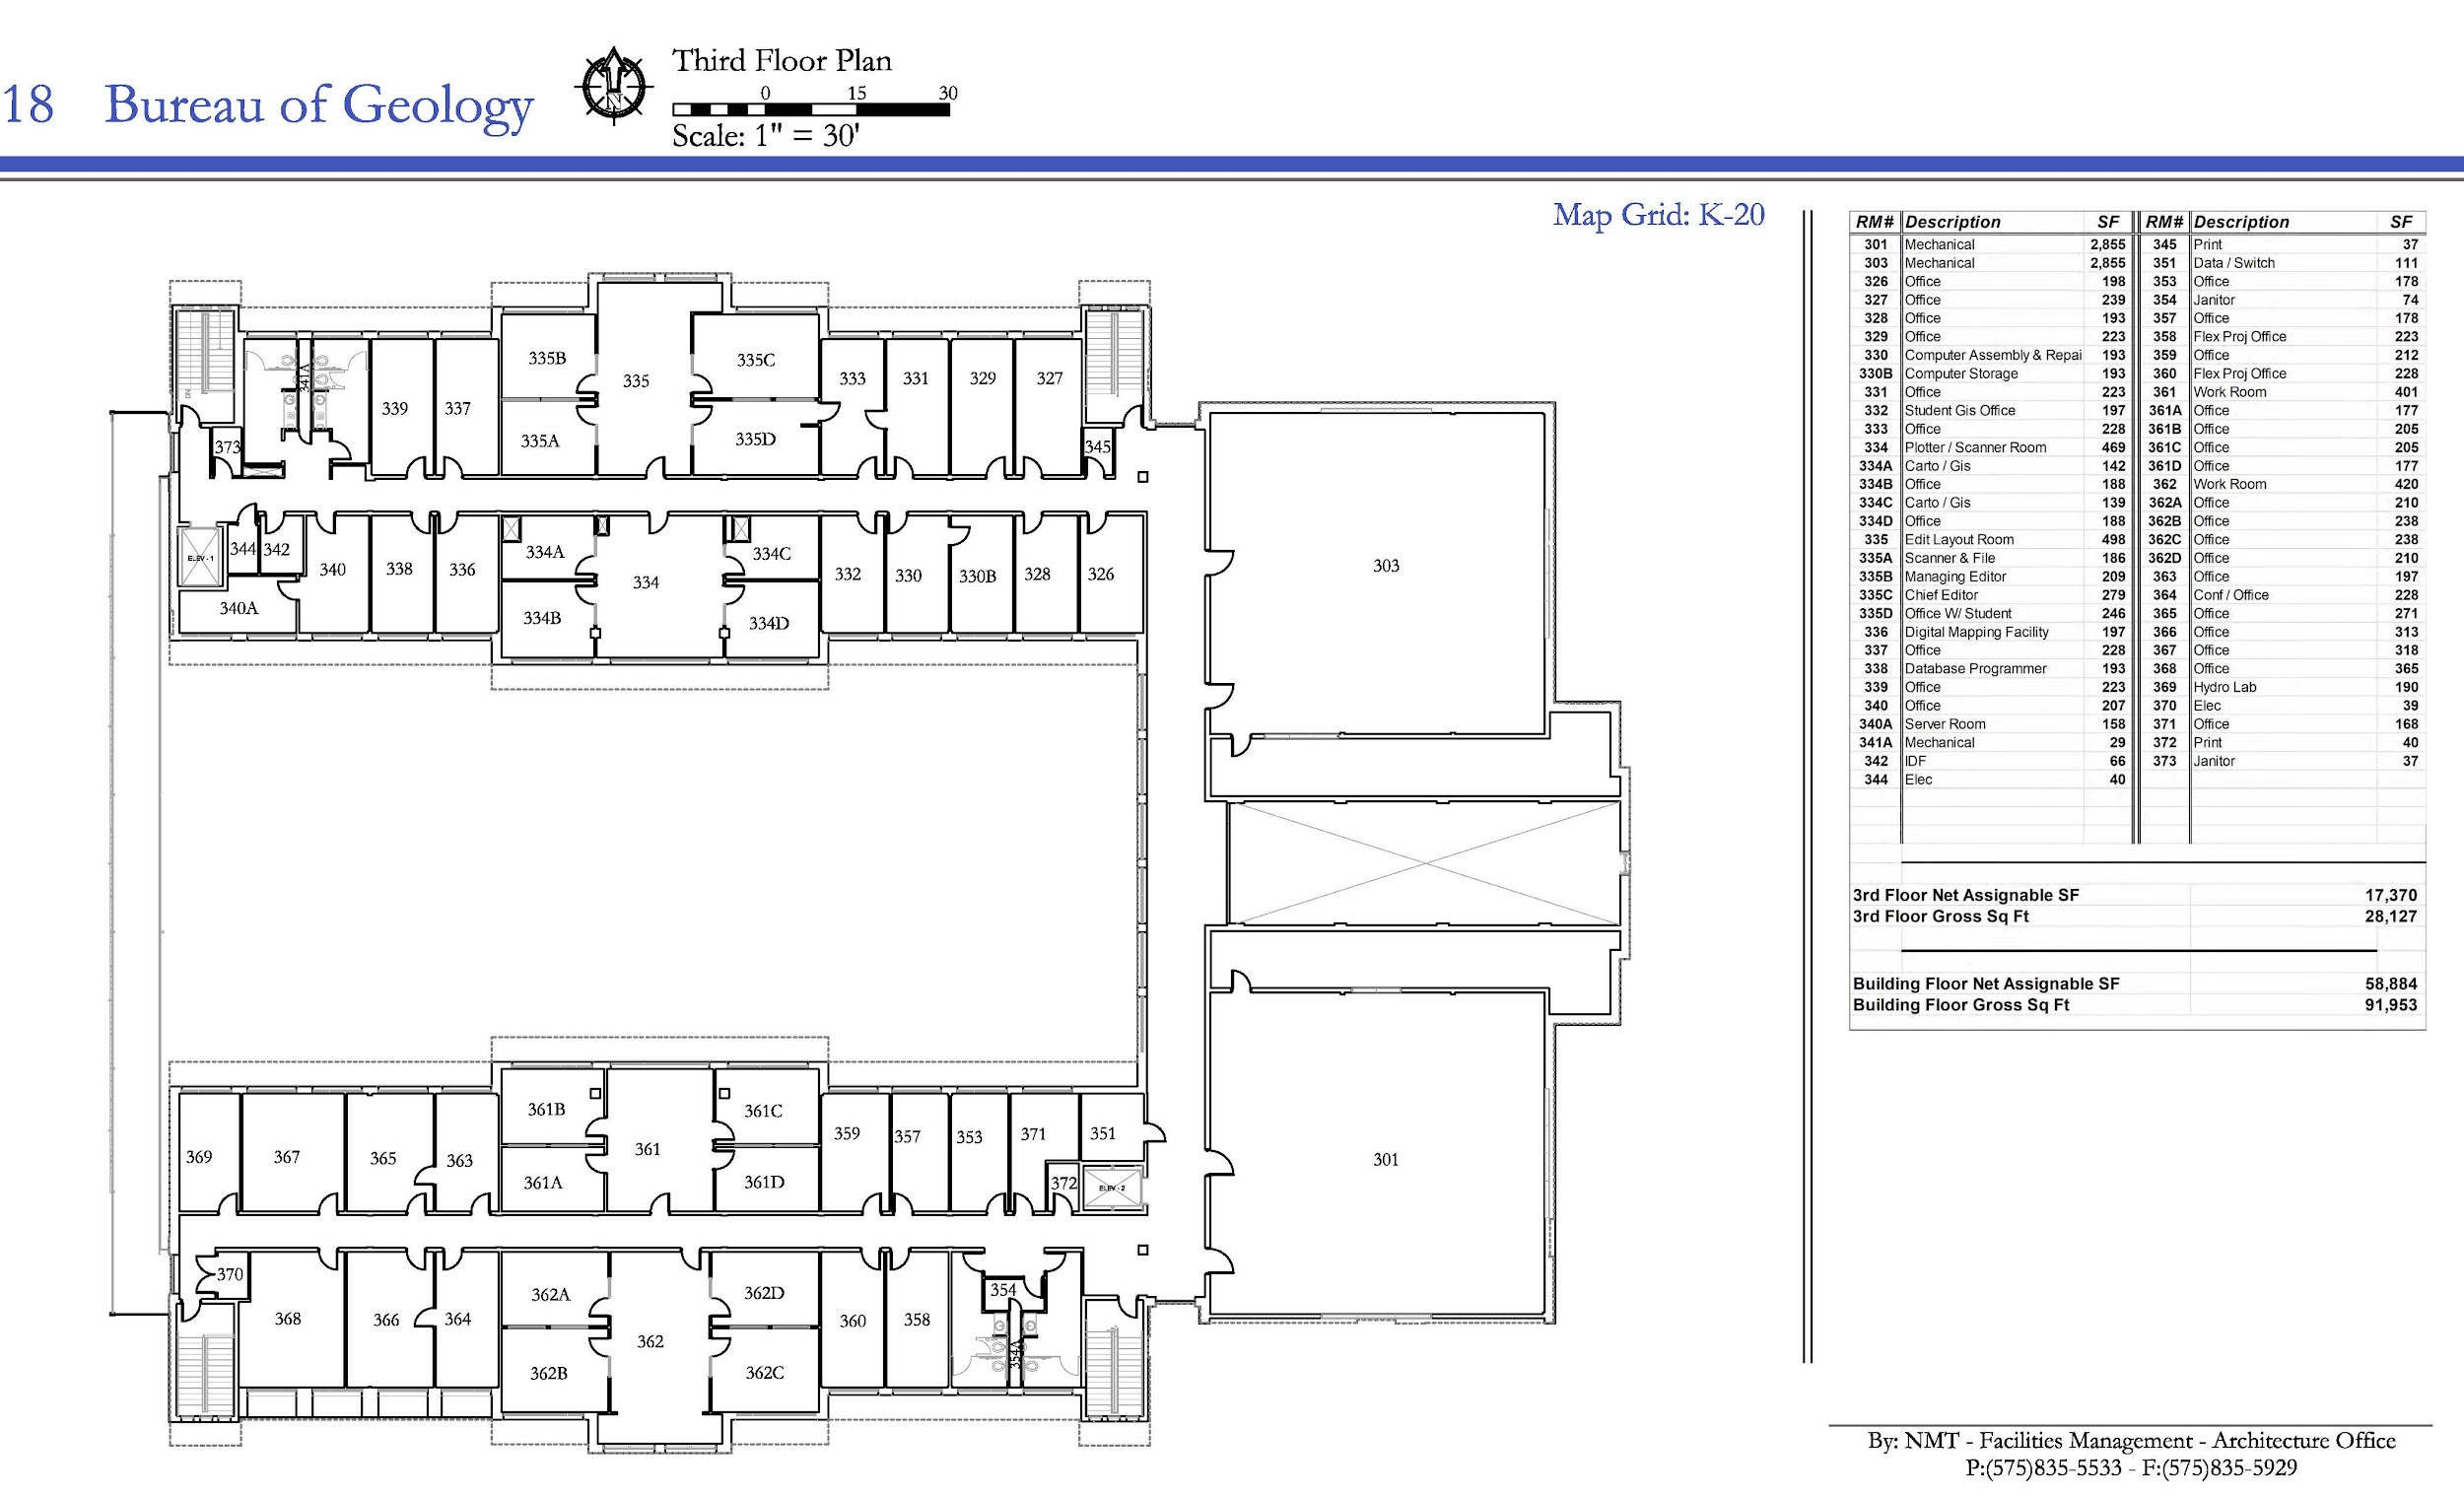 Third Floor Plan
18 Bureau of Geology
N
0 15 30
Scale: 1" = 30'
Map Grid: K-20
335B
335
335C
341A
333
331
329
327
339
337
335A
335D
373
345
DN
344
342
334A
334C
ELEV - 1
340
338
336
334
332
330
330B
328
326
303
340A
334B
334D
361B
361C
369
367
365
363
361
359
357
353
371
351
301
361A
361D
372
ELEV - 2
370
362A
362D
354
368
366
364
362
360
358
354A
362B
362C
RM# Description SF RM# Description SF
301 Mechanical 2,855 345 Print 37
303 Mechanical 2,855 351 Data / Switch 111
326 Office 198 353 Office 178
327 Office 239 354 Janitor 74
328 Office 193 357 Office 178
329 Office 223 358 Flex Proj Office 223
330 Computer Assembly & Repai 193 359 Office 212
330B Computer Storage 193 360 Flex Proj Office 228
331 Office 223 361 Work Room 401
332 Student Gis Office 197 361A Office 177
333 Office 228 361B Office 205
334 Plotter / Scanner Room 469 361C Office 205
334A Carto / Gis 142 361D Office 177
334B Office 188 362 Work Room 420
334C Carto / Gis 139 362A Office 210
334D Office 188 362B Office 238
335 Edit Layout Room 498 362C Office 238
335A Scanner & File 186 362D Office 210
335B Managing Editor 209 363 Office 197
335C Chief Editor 279 364 Conf / Office 228
335D Office W/ Student 246 365 Office 271
336 Digital Mapping Facility 197 366 Office 313
337 Office 228 367 Office 318
338 Database Programmer 193 368 Office 365
339 Office 223 369 Hydro Lab 190
340 Office 207 370 Elec 39
340A Server Room 158 371 Office 168
341A Mechanical 29 372 Print 40
342 IDF 66 373 Janitor 37
344 Elec 40
3rd Floor Net Assignable SF 17,370
3rd Floor Gross Sq Ft 28,127
Building Floor Net Assignable SF 58,884
Building Floor Gross Sq Ft 91,953
By: NMT - Facilities Management - Architecture Office
P:(575)835-5533 - F:(575)835-5929